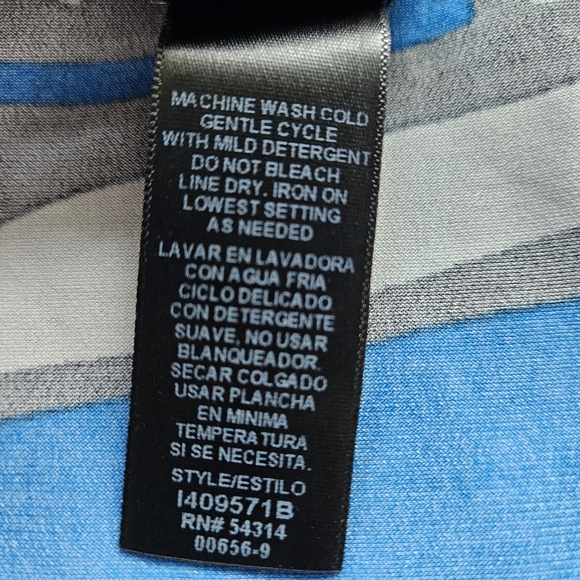 MACHINE WASH COLD
GENTLE CYCLE
WITH MILD DETERGENT
DO NOT BLEACH
LINE DRY. IRON ON
LOWEST SETTING
AS NEEDED
LAVAR EN LAVADORA
CON AGUA FRIA
CICLO DELICADO
CON DETERGENTE
SUAVE, NO USAR
BLANQUEADOR.
SECAR COLGADO
USAR PLANCHA
EN MINIMA
TEMPERATURA
SI SE NECESITA.
STYLE/ESTILO
I409571B
RN# 54314
00656-9